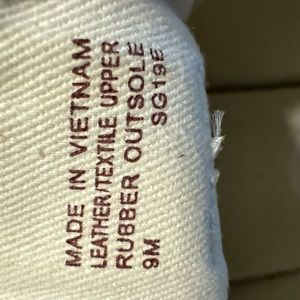 MADE IN VIETNAM
LEATHER/TEXTILE UPPER
RUBBER OUTSOLE
9M SG19E